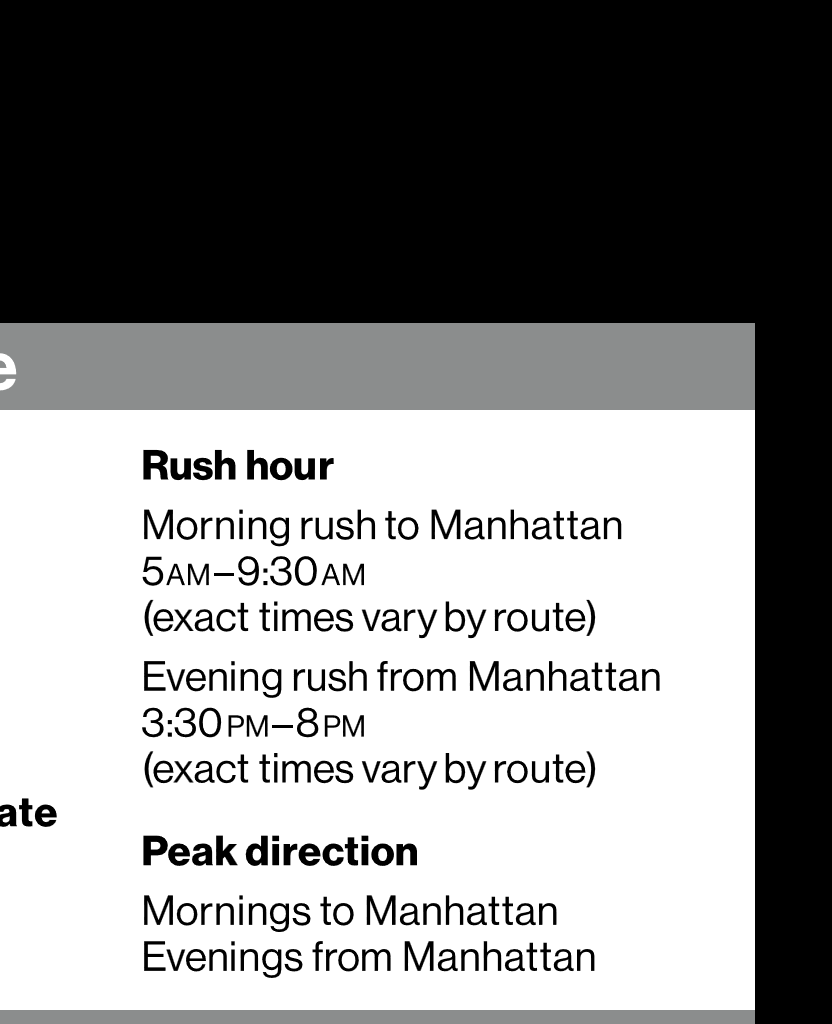 e
Rush hour
Morning rush to Manhattan
5AM–9:30AM
(exact times vary by route)
Evening rush from Manhattan
3:30PM–8PM
(exact times vary by route)
ate
Peak direction
Mornings to Manhattan
Evenings from Manhattan